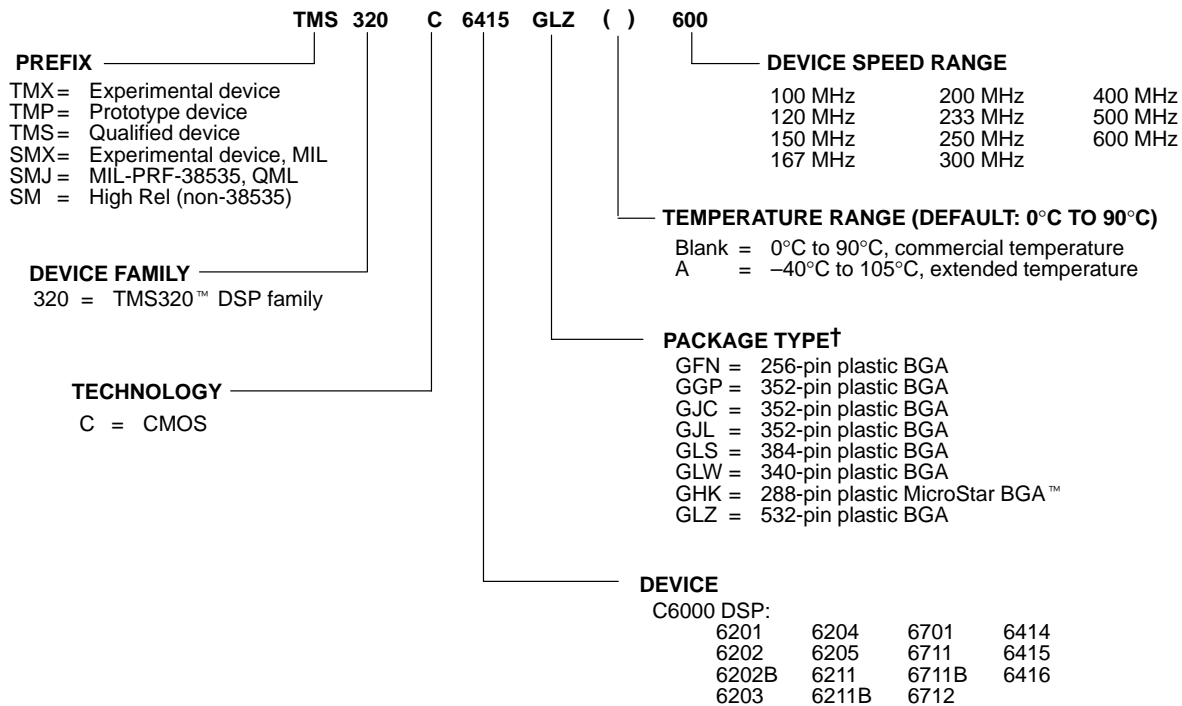 TMS 320 C 6415 GLZ ( ) 600
PREFIX
TMX = Experimental device
TMP = Prototype device
TMS = Qualified device
SMX = Experimental device, MIL
SMJ = MIL-PRF-38535, QML
SM = High Rel (non-38535)
DEVICE SPEED RANGE
100 MHz 200 MHz 400 MHz
120 MHz 233 MHz 500 MHz
150 MHz 250 MHz 600 MHz
167 MHz 300 MHz
TEMPERATURE RANGE (DEFAULT: 0°C TO 90°C)
Blank = 0°C to 90°C, commercial temperature
A = –40°C to 105°C, extended temperature
DEVICE FAMILY
320 = TMS320™ DSP family
PACKAGE TYPE†
GFN = 256-pin plastic BGA
GGP = 352-pin plastic BGA
GJC = 352-pin plastic BGA
GJL = 352-pin plastic BGA
GLS = 384-pin plastic BGA
GLW = 340-pin plastic BGA
GHK = 288-pin plastic MicroStar BGA™
GLZ = 532-pin plastic BGA
TECHNOLOGY
C = CMOS
DEVICE
C6000 DSP:
6201 6204 6701 6414
6202 6205 6711 6415
6202B 6211 6711B 6416
6203 6211B 6712